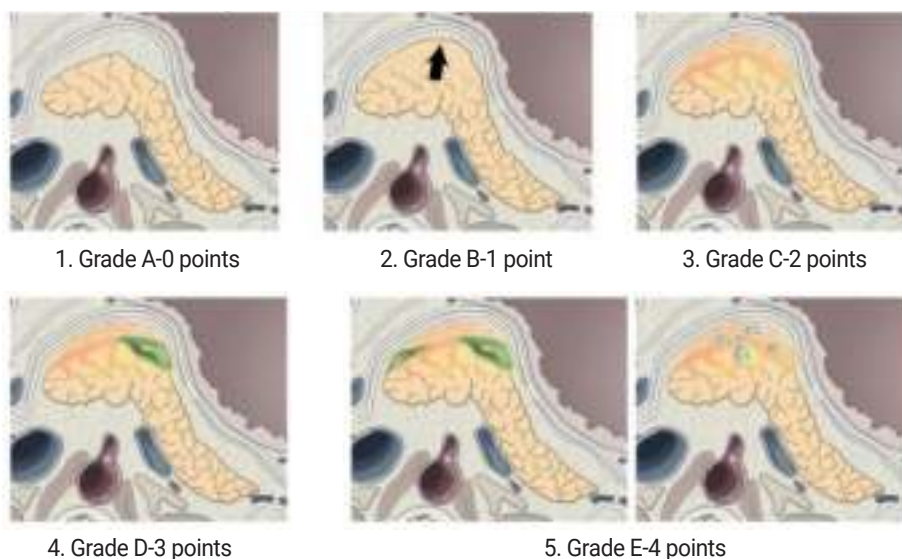 1. Grade A-0 points
2. Grade B-1 point
3. Grade C-2 points
4. Grade D-3 points
5. Grade E-4 points